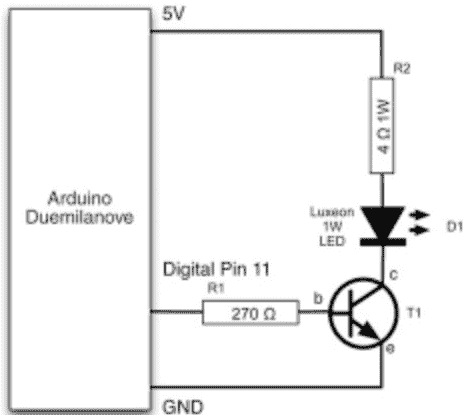 5V
R2
4 Ω 1W
Arduino
Duemilanove
Luxeon
1W
LED
D1
Digital Pin 11
R1
270 Ω
b
c
T1
e
GND